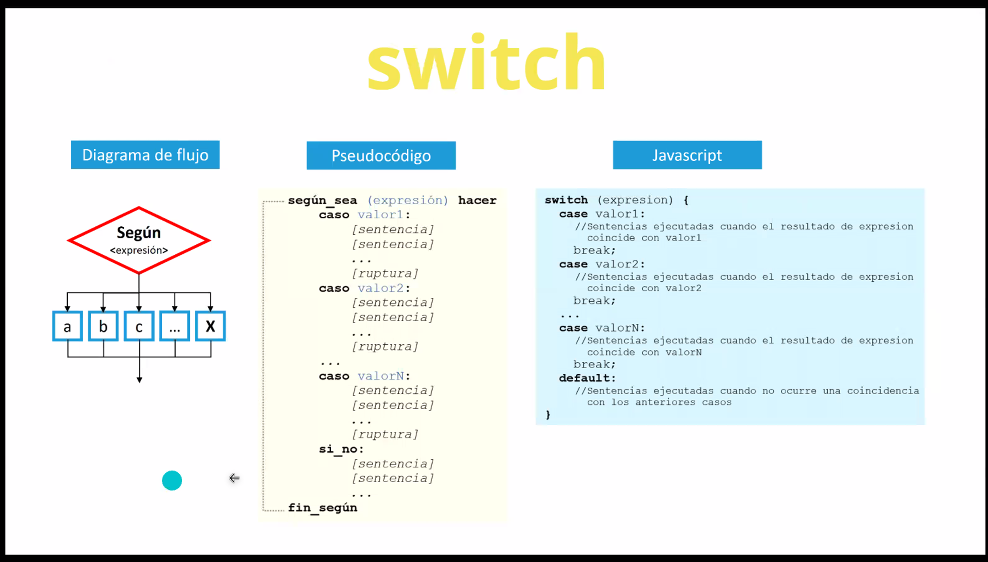 switch
Diagrama de flujo
Según
<expresión>
a b c ... X
Pseudocódigo
según_sea (expresión) hacer
caso valor1:
[sentencia]
[sentencia]
...
[ruptura]
caso valor2:
[sentencia]
[sentencia]
...
[ruptura]
...
caso valorN:
[sentencia]
[sentencia]
...
[ruptura]
si_no:
[sentencia]
[sentencia]
...
fin_según
Javascript
switch (expresion) {
case valor1:
//Sentencias ejecutadas cuando el resultado de expresion
coincide con valor1
break;
case valor2:
//Sentencias ejecutadas cuando el resultado de expresion
coincide con valor2
break;
...
case valorN:
//Sentencias ejecutadas cuando el resultado de expresion
coincide con valorN
break;
default:
//Sentencias ejecutadas cuando no ocurre una coincidencia
con los anteriores casos
}